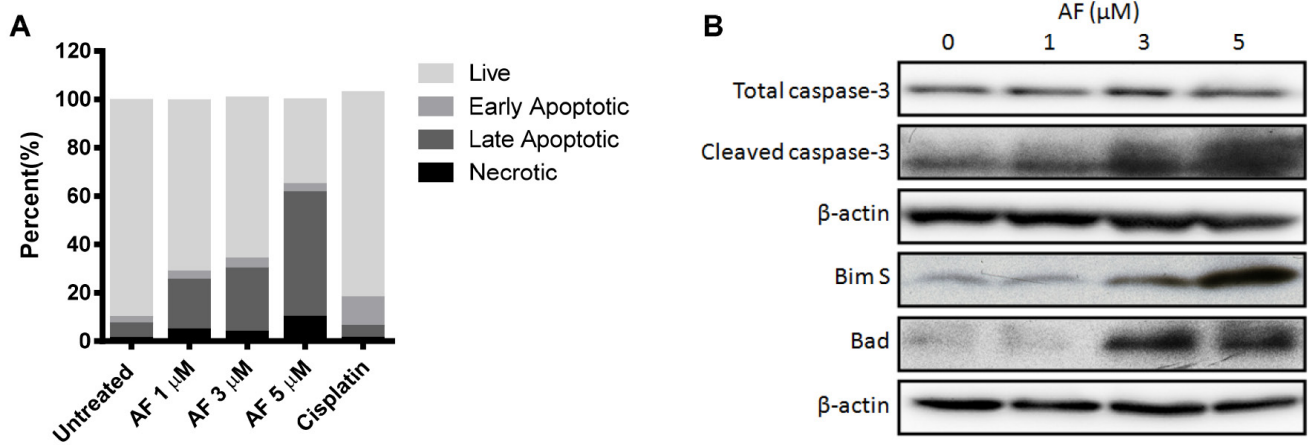 A
120
100
80
60
40
20
0
Percent(%)
Untreated
AF 1 μM
AF 3 μM
AF 5 μM
Cisplatin
Live
Early Apoptotic
Late Apoptotic
Necrotic
B
AF (μM)
0 1 3 5
Total caspase-3
Cleaved caspase-3
β-actin
Bim S
Bad
β-actin